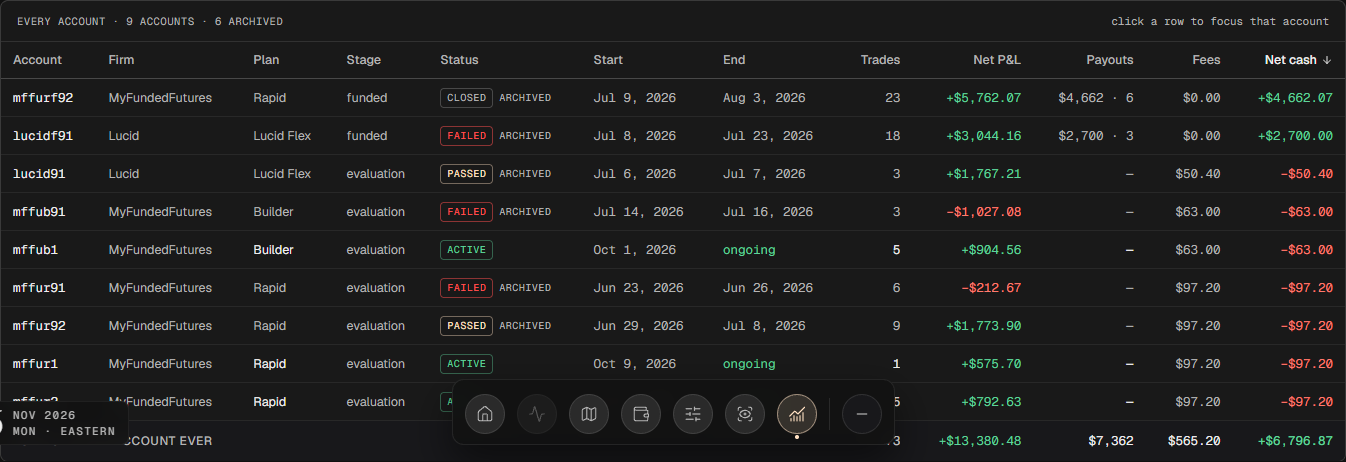 EVERY ACCOUNT · 9 ACCOUNTS · 6 ARCHIVED click a row to focus that account
Account Firm Plan Stage Status Start End Trades Net P&L Payouts Fees Net cash ↓
mffurf92 MyFundedFutures Rapid funded CLOSED ARCHIVED Jul 9, 2026 Aug 3, 2026 23 +$5,762.07 $4,662 · 6 $0.00 +$4,662.07
lucidf91 Lucid Lucid Flex funded FAILED ARCHIVED Jul 8, 2026 Jul 23, 2026 18 +$3,044.16 $2,700 · 3 $0.00 +$2,700.00
lucid91 Lucid Lucid Flex evaluation PASSED ARCHIVED Jul 6, 2026 Jul 7, 2026 3 +$1,767.21 — $50.40 −$50.40
mffub91 MyFundedFutures Builder evaluation FAILED ARCHIVED Jul 14, 2026 Jul 16, 2026 3 −$1,027.08 — $63.00 −$63.00
mffub1 MyFundedFutures Builder evaluation ACTIVE Oct 1, 2026 ongoing 5 +$904.56 — $63.00 −$63.00
mffur91 MyFundedFutures Rapid evaluation FAILED ARCHIVED Jun 23, 2026 Jun 26, 2026 6 −$212.67 — $97.20 −$97.20
mffur92 MyFundedFutures Rapid evaluation PASSED ARCHIVED Jun 29, 2026 Jul 8, 2026 9 +$1,773.90 — $97.20 −$97.20
mffur1 MyFundedFutures Rapid evaluation ACTIVE Oct 9, 2026 ongoing 1 +$575.70 — $97.20 −$97.20
MyFundedFutures Rapid evaluation +$792.63 — $97.20 −$97.20
NOV 2026
MON · EASTERN
EVER +$13,380.48 $7,362 $565.20 +$6,796.87